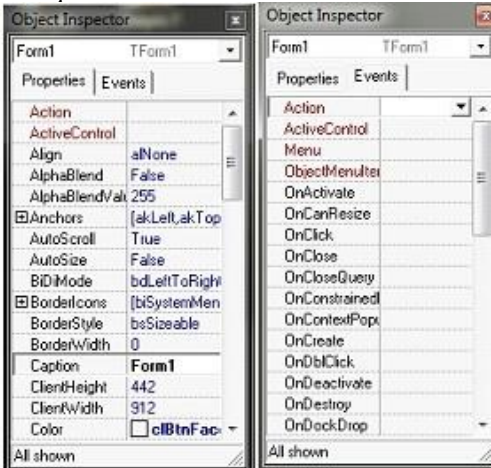 Object Inspector
Form1 TForm1
Properties Events
Action
ActiveControl
Align alNone
AlphaBlend False
AlphaBlendValu 255
Anchors [akLeft,akTop
AutoScroll True
AutoSize False
BiDiMode bdLeftToRight
BorderIcons [biSystemMen
BorderStyle bsSizeable
BorderWidth 0
Caption Form1
ClientHeight 442
ClientWidth 912
Color clBtnFac
All shown
Object Inspector
Form1 TForm1
Properties Events
Action
ActiveControl
Menu
ObjectMenuIter
OnActivate
OnCanResize
OnClick
OnClose
OnCloseQuery
OnConstrainedI
OnContextPopu
OnCreate
OnDblClick
OnDeactivate
OnDestroy
OnDockDrop
All shown